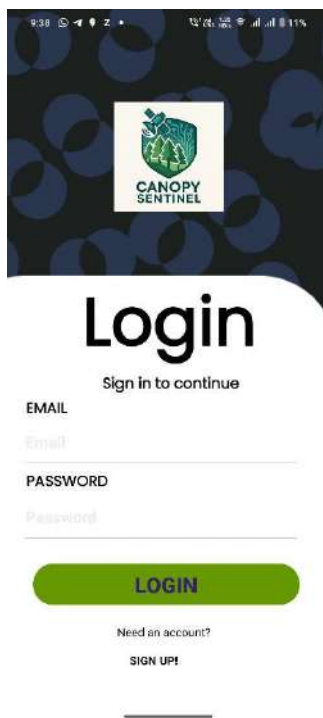 9:38
11%
CANOPY
SENTINEL
Login
Sign in to continue
EMAIL
Email
PASSWORD
Password
LOGIN
Need an account?
SIGN UP!